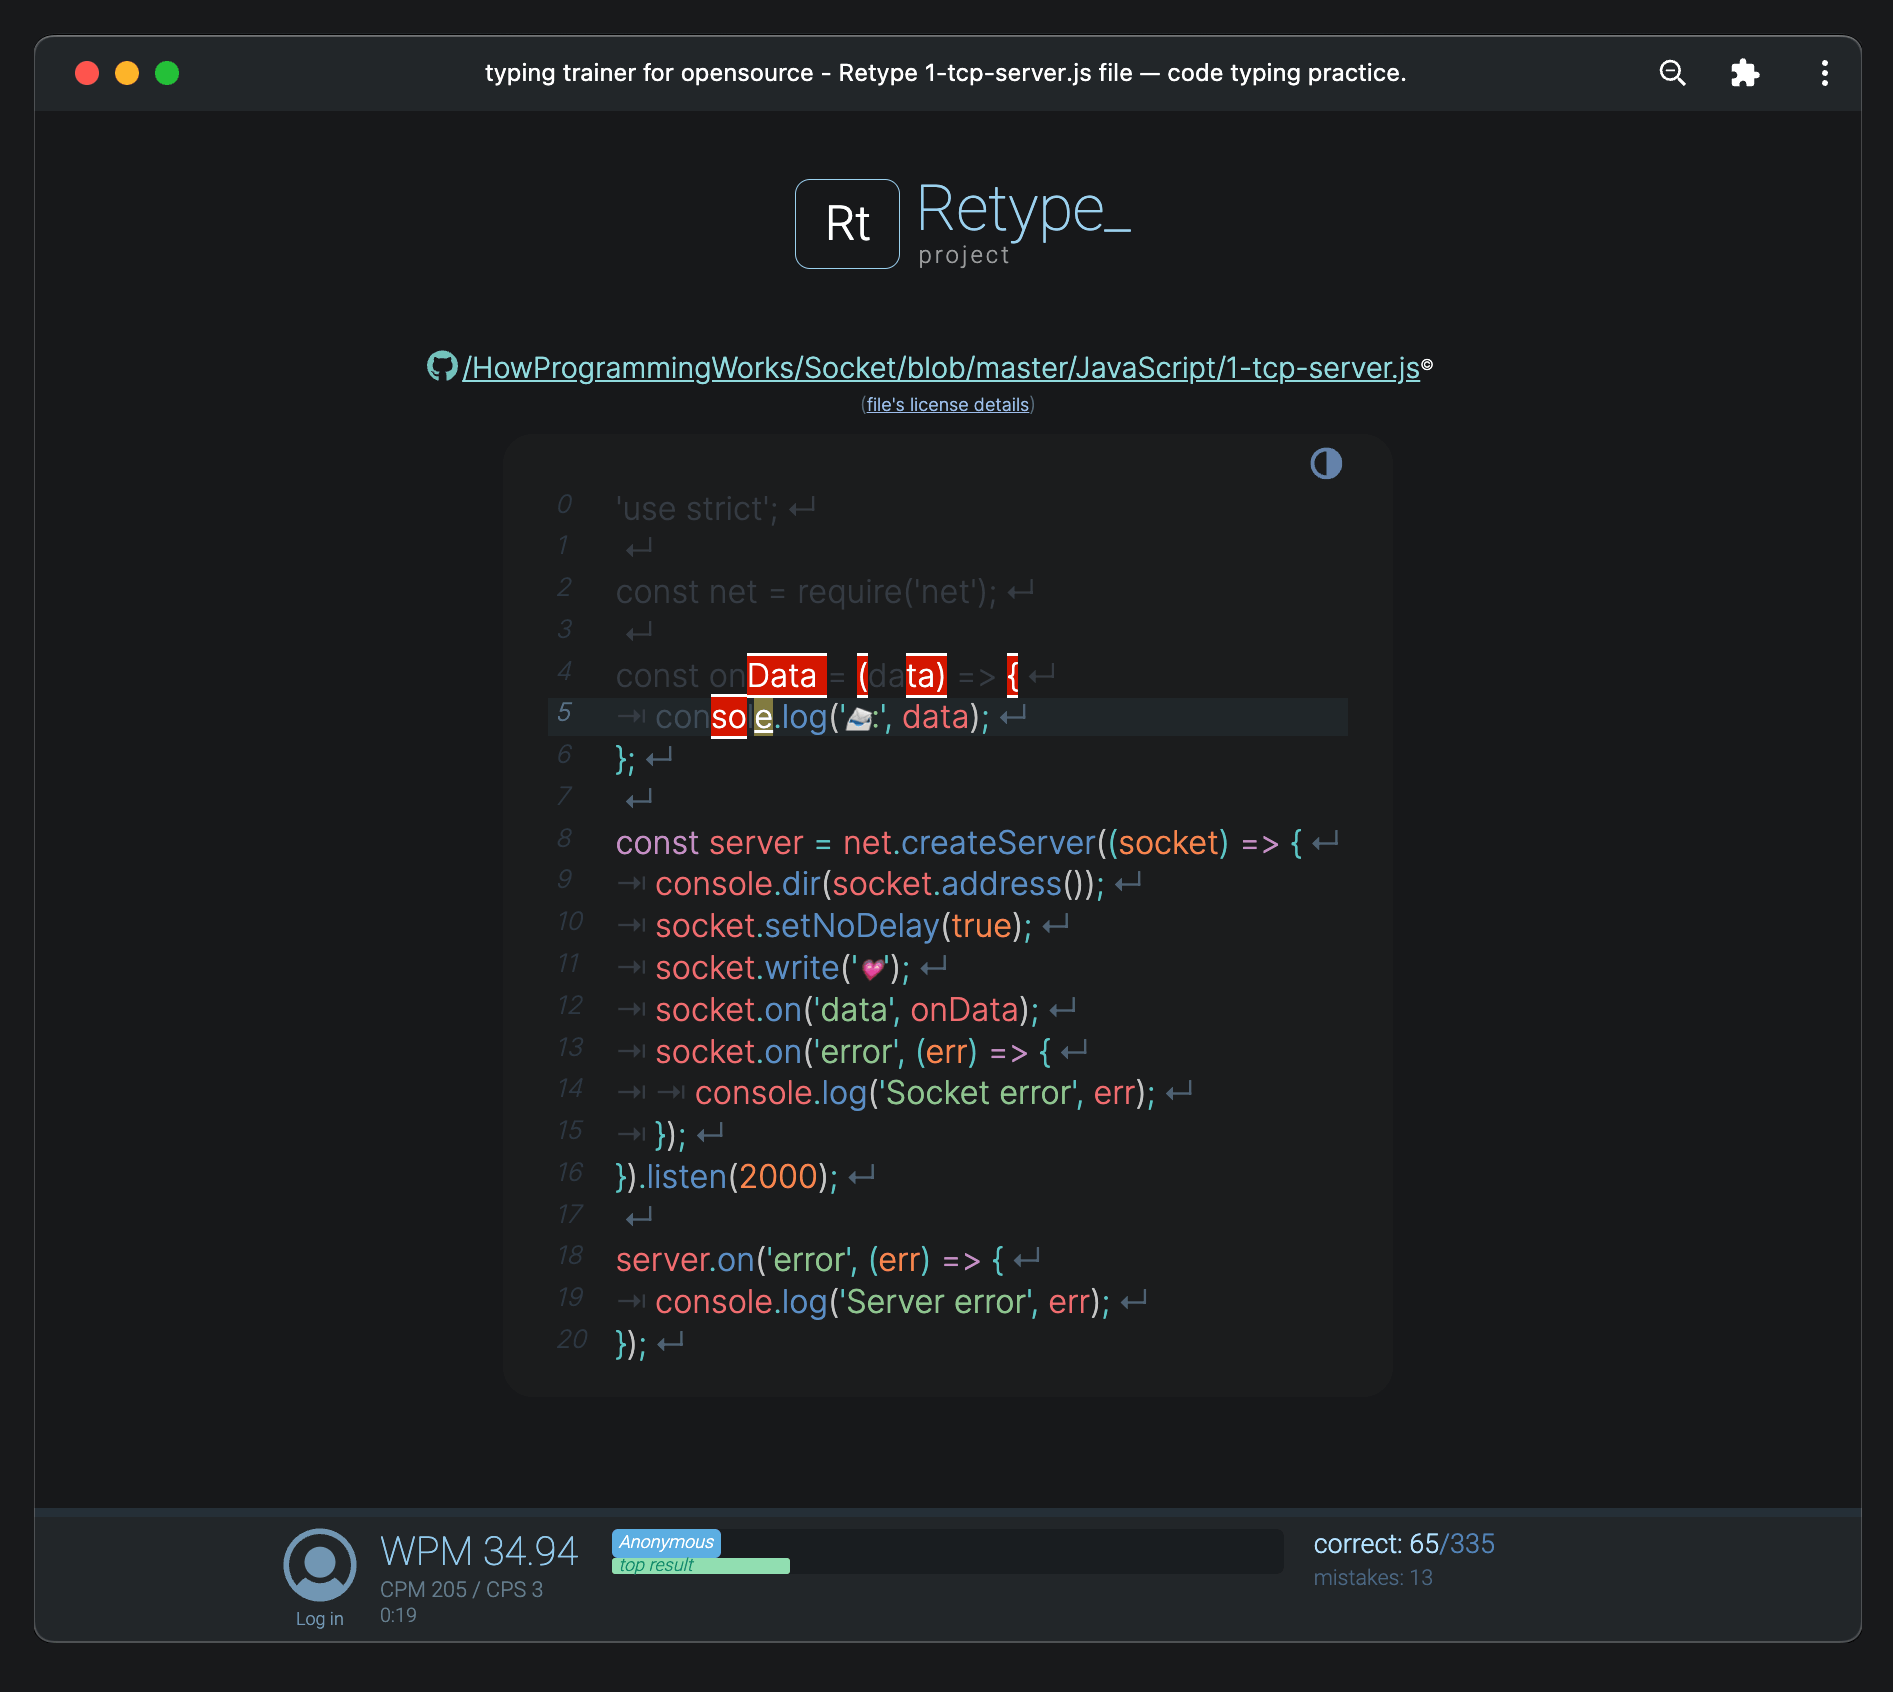 typing trainer for opensource - Retype 1-tcp-server.js file — code typing practice.
Rt
Retype_
project
/HowProgrammingWorks/Socket/blob/master/JavaScript/1-tcp-server.js©
(file's license details)
0 'use strict'; ↵
1 ↵
2 const net = require('net'); ↵
3 ↵
4 const onData = (data) => { ↵
5 ⇥ console.log('📨:', data); ↵
6 }; ↵
7 ↵
8 const server = net.createServer((socket) => { ↵
9 ⇥ console.dir(socket.address()); ↵
10 ⇥ socket.setNoDelay(true); ↵
11 ⇥ socket.write('💗'); ↵
12 ⇥ socket.on('data', onData); ↵
13 ⇥ socket.on('error', (err) => { ↵
14 ⇥ ⇥ console.log('Socket error', err); ↵
15 ⇥ }); ↵
16 }).listen(2000); ↵
17 ↵
18 server.on('error', (err) => { ↵
19 ⇥ console.log('Server error', err); ↵
20 }); ↵
WPM 34.94
CPM 205 / CPS 3
0:19
Log in
Anonymous
top result
correct: 65/335
mistakes: 13